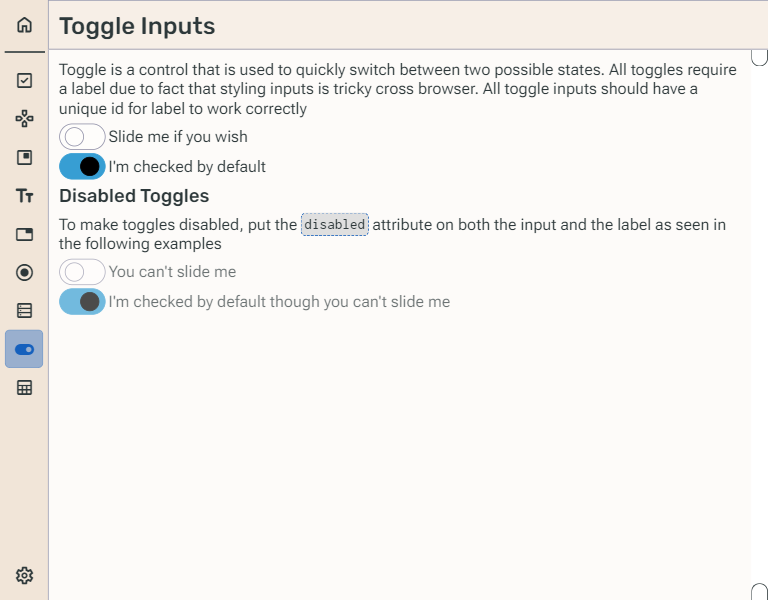 Toggle Inputs
Toggle is a control that is used to quickly switch between two possible states. All toggles require
a label due to fact that styling inputs is tricky cross browser. All toggle inputs should have a
unique id for label to work correctly
Slide me if you wish
I'm checked by default
Disabled Toggles
To make toggles disabled, put the disabled attribute on both the input and the label as seen in
the following examples
You can't slide me
I'm checked by default though you can't slide me